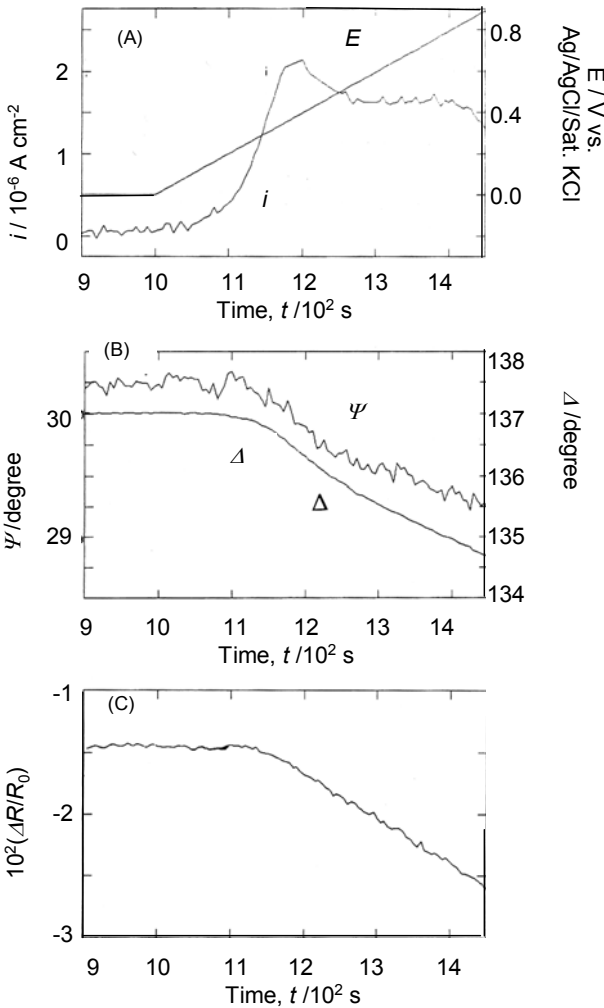 (A)
E
i
i
2
1
0
i / 10⁻⁶ A cm⁻²
0.8
0.4
0.0
E / V vs.
Ag/AgCl/Sat. KCl
9 10 11 12 13 14
Time, t /10² s
(B)
Ψ
Δ
Δ
30
29
Ψ/degree
138
137
136
135
134
Δ/degree
9 10 11 12 13 14
Time, t /10² s
(C)
-1
-2
-3
10²(ΔR/R₀)
9 10 11 12 13 14
Time, t /10² s